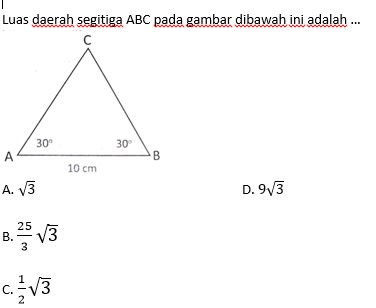 Luas daerah segitiga ABC pada gambar dibawah ini adalah ...
C
30° 30°
A B
10 cm
A. √3 D. 9√3
B. 25/3 √3
C. 1/2 √3